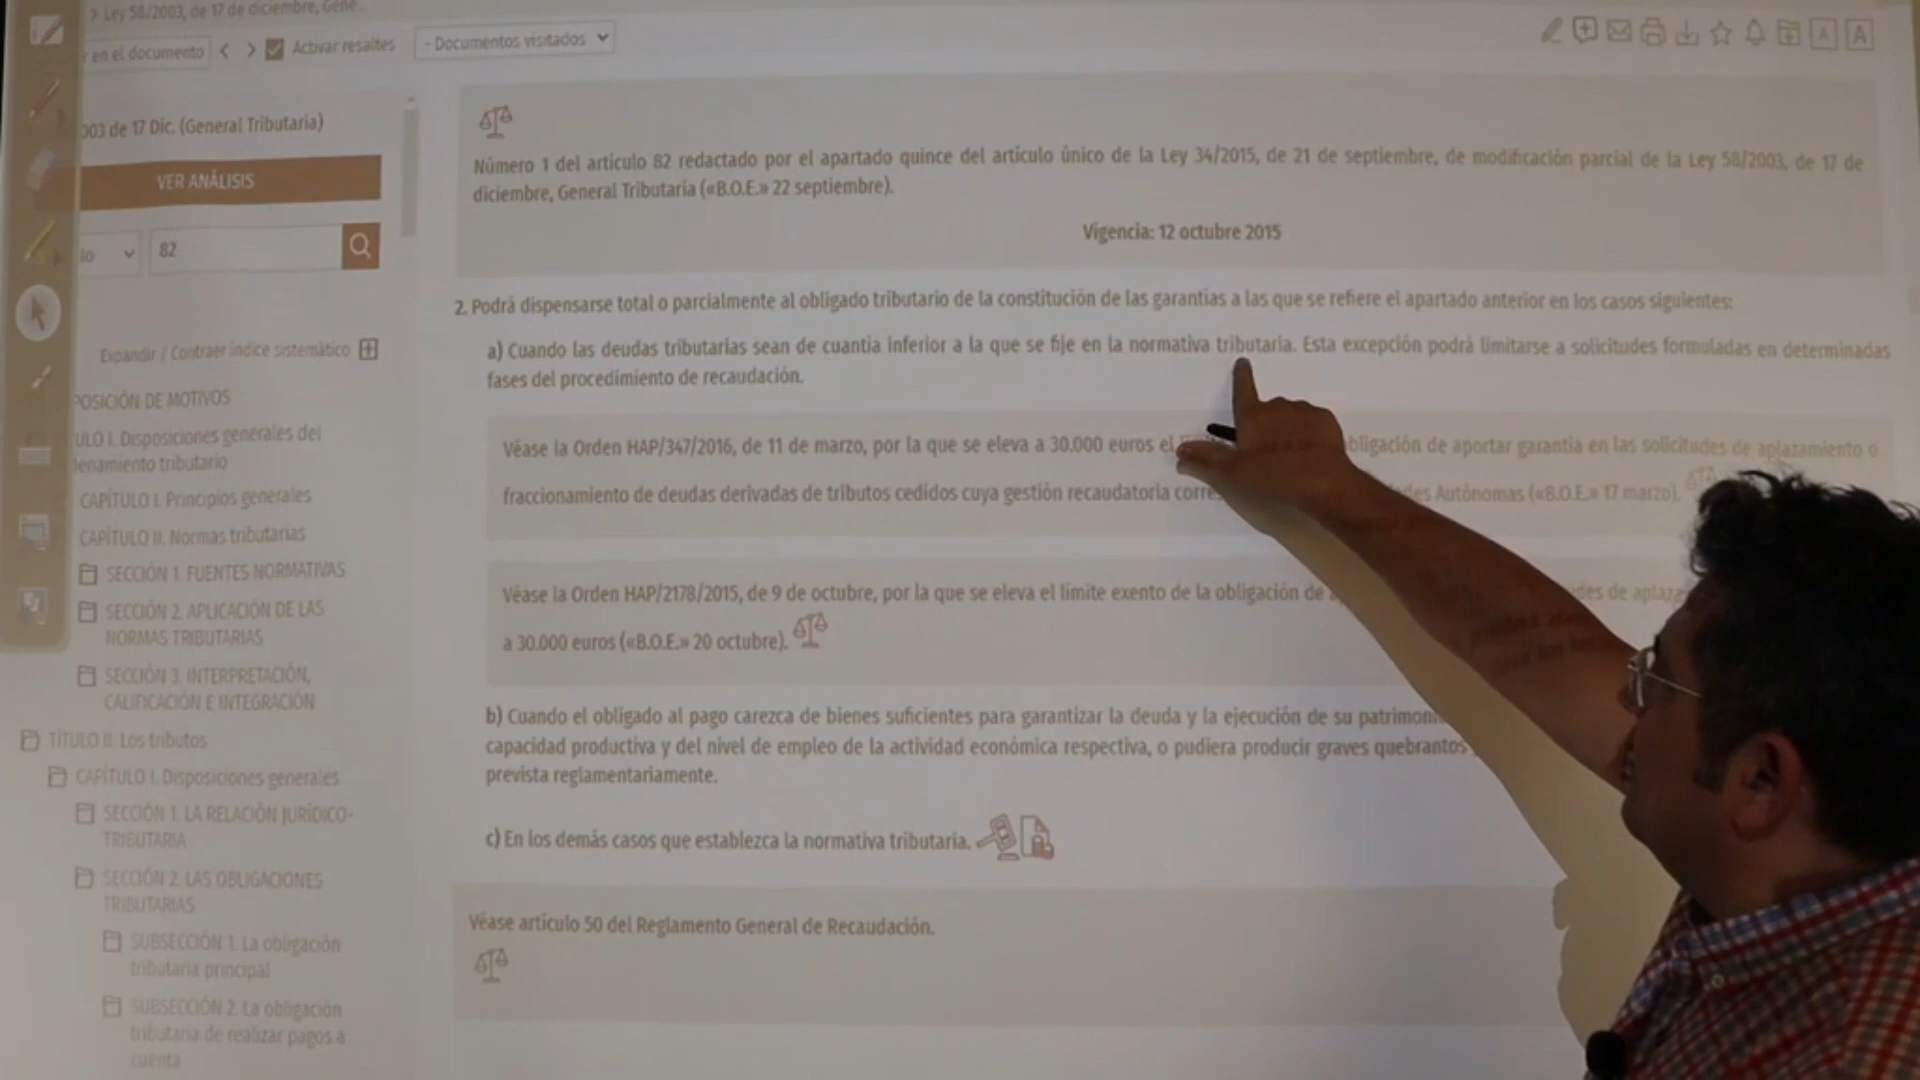 > Ley 58/2003, de 17 de diciembre, Gene...
r en el documento < > Activar resaltes - Documentos visitados
A A
003 de 17 Dic. (General Tributaria)
VER ANÁLISIS
lo 82
Expandir / Contraer índice sistemático
POSICIÓN DE MOTIVOS
ULO I. Disposiciones generales del
denamiento tributario
CAPÍTULO I. Principios generales
CAPÍTULO II. Normas tributarias
SECCIÓN 1. FUENTES NORMATIVAS
SECCIÓN 2. APLICACIÓN DE LAS
NORMAS TRIBUTARIAS
SECCIÓN 3. INTERPRETACIÓN,
CALIFICACIÓN E INTEGRACIÓN
TÍTULO II. Los tributos
CAPÍTULO I. Disposiciones generales
SECCIÓN 1. LA RELACIÓN JURÍDICO-
TRIBUTARIA
SECCIÓN 2. LAS OBLIGACIONES
TRIBUTARIAS
SUBSECCIÓN 1. La obligación
tributaria principal
SUBSECCIÓN 2. La obligación
tributaria de realizar pagos a
cuenta
Número 1 del artículo 82 redactado por el apartado quince del artículo único de la Ley 34/2015, de 21 de septiembre, de modificación parcial de la Ley 58/2003, de 17 de
diciembre, General Tributaria («B.O.E.» 22 septiembre).
Vigencia: 12 octubre 2015
2. Podrá dispensarse total o parcialmente al obligado tributario de la constitución de las garantías a las que se refiere el apartado anterior en los casos siguientes:
a) Cuando las deudas tributarias sean de cuantía inferior a la que se fije en la normativa tributaria. Esta excepción podrá limitarse a solicitudes formuladas en determinadas
fases del procedimiento de recaudación.
Véase la Orden HAP/347/2016, de 11 de marzo, por la que se eleva a 30.000 euros el bligación de aportar garantía en las solicitudes de aplazamiento o
fraccionamiento de deudas derivadas de tributos cedidos cuya gestión recaudatoria corre des Autónomas («B.O.E.» 17 marzo).
Véase la Orden HAP/2178/2015, de 9 de octubre, por la que se eleva el límite exento de la obligación de des de aplaza
a 30.000 euros («B.O.E.» 20 octubre).
b) Cuando el obligado al pago carezca de bienes suficientes para garantizar la deuda y la ejecución de su patrimoni
capacidad productiva y del nivel de empleo de la actividad económica respectiva, o pudiera producir graves quebrantos
prevista reglamentariamente.
c) En los demás casos que establezca la normativa tributaria.
Véase artículo 50 del Reglamento General de Recaudación.